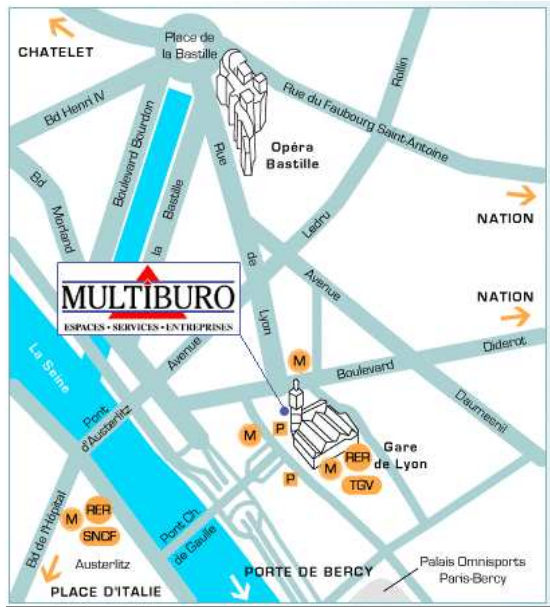 CHATELET
Place de
la Bastille
Bd Henri IV
Boulevard Bourdon
la Bastille
Rue
de
Lyon
Opéra
Bastille
Rue du Faubourg Saint-Antoine
Rollin
Ledru
Avenue
NATION
Bd
Morland
MULTIBURO
ESPACES • SERVICES • ENTREPRISES
Avenue
Daumesnil
NATION
Boulevard
Diderot
La Seine
Pont
d'Austerlitz
M
M
P
P
M
RER
TGV
Gare
de Lyon
Pont Ch.
de Gaulle
Bd de l'Hôpital
M
RER
SNCF
Austerlitz
PLACE D'ITALIE
PORTE DE BERCY
Palais Omnisports
Paris-Bercy